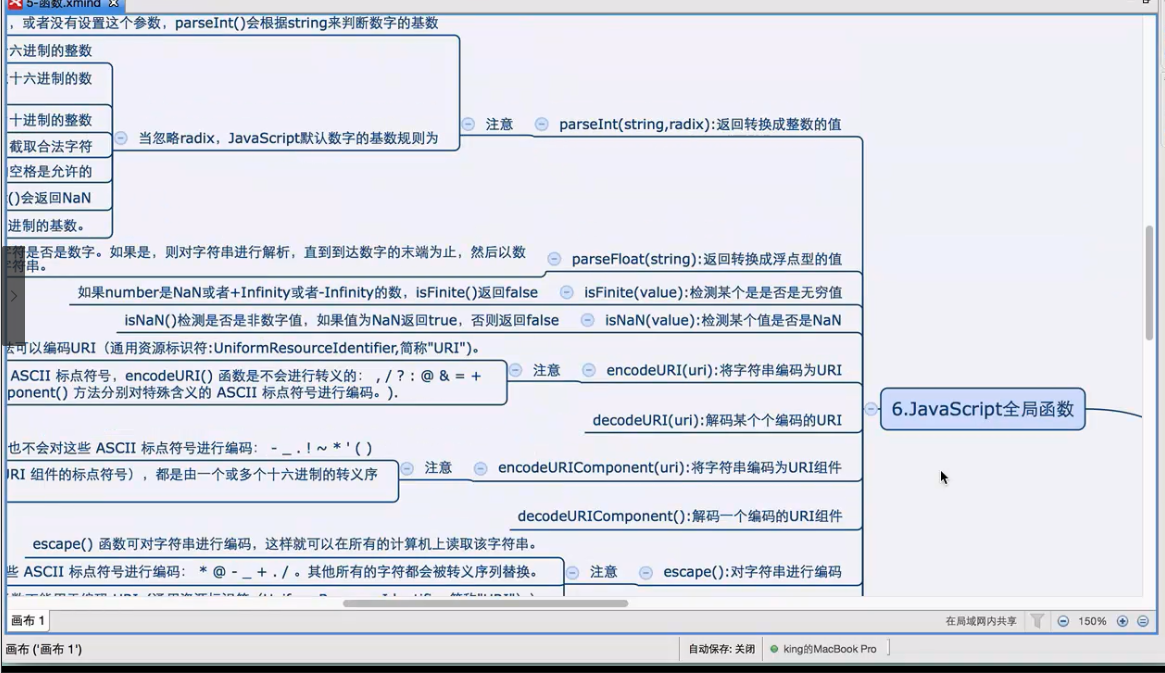 5-函数.xmind
，或者没有设置这个参数，parseInt()会根据string来判断数字的基数
六进制的整数
十六进制的数
十进制的整数
截取合法字符
空格是允许的
()会返回NaN
进制的基数。
当忽略radix，JavaScript默认数字的基数规则为
注意
parseInt(string,radix):返回转换成整数的值
符是否是数字。如果是，则对字符串进行解析，直到到达数字的末端为止，然后以数
字符串。
parseFloat(string):返回转换成浮点型的值
如果number是NaN或者+Infinity或者-Infinity的数，isFinite()返回false
isFinite(value):检测某个是是否是无穷值
isNaN()检测是否是非数字值，如果值为NaN返回true，否则返回false
isNaN(value):检测某个值是否是NaN
可以编码URI（通用资源标识符:UniformResourceIdentifier,简称"URI"）。
ASCII 标点符号，encodeURI() 函数是不会进行转义的： , / ? : @ & = +
ponent() 方法分别对特殊含义的 ASCII 标点符号进行编码。).
注意
encodeURI(uri):将字符串编码为URI
decodeURI(uri):解码某个个编码的URI
6.JavaScript全局函数
也不会对这些 ASCII 标点符号进行编码： - _ . ! ~ * ' ( )
URI 组件的标点符号），都是由一个或多个十六进制的转义序
注意
encodeURIComponent(uri):将字符串编码为URI组件
decodeURIComponent():解码一个编码的URI组件
escape() 函数可对字符串进行编码，这样就可以在所有的计算机上读取该字符串。
些 ASCII 标点符号进行编码： * @ - _ + . / 。其他所有的字符都会被转义序列替换。
注意
escape():对字符串进行编码
画布 1
在局域网内共享
150%
画布 ('画布 1')
自动保存: 关闭
king的MacBook Pro